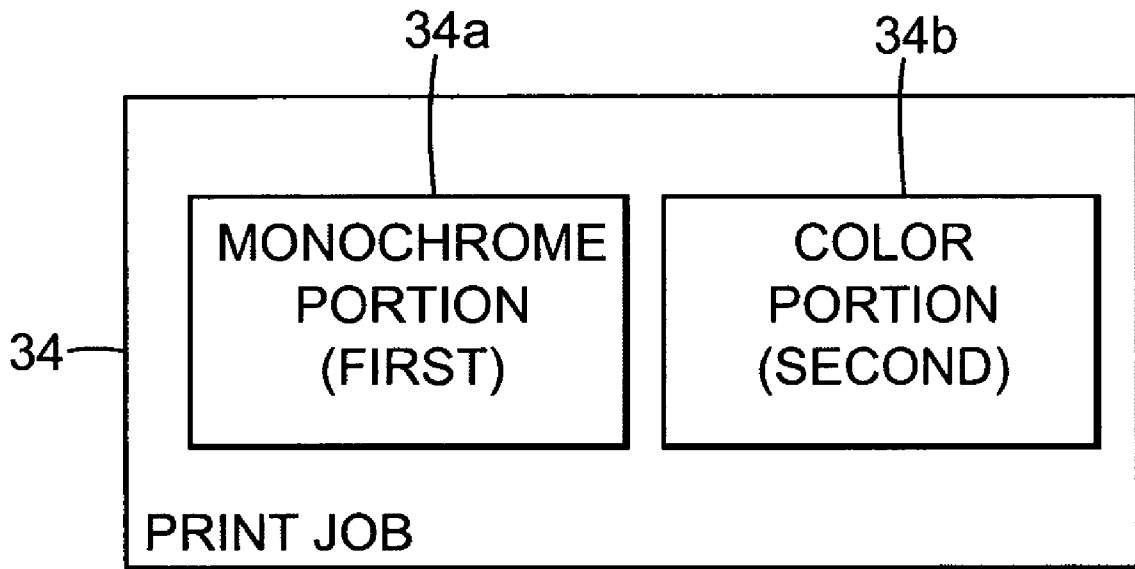 34a
34b
MONOCHROME
PORTION
(FIRST)
COLOR
PORTION
(SECOND)
34
PRINT JOB